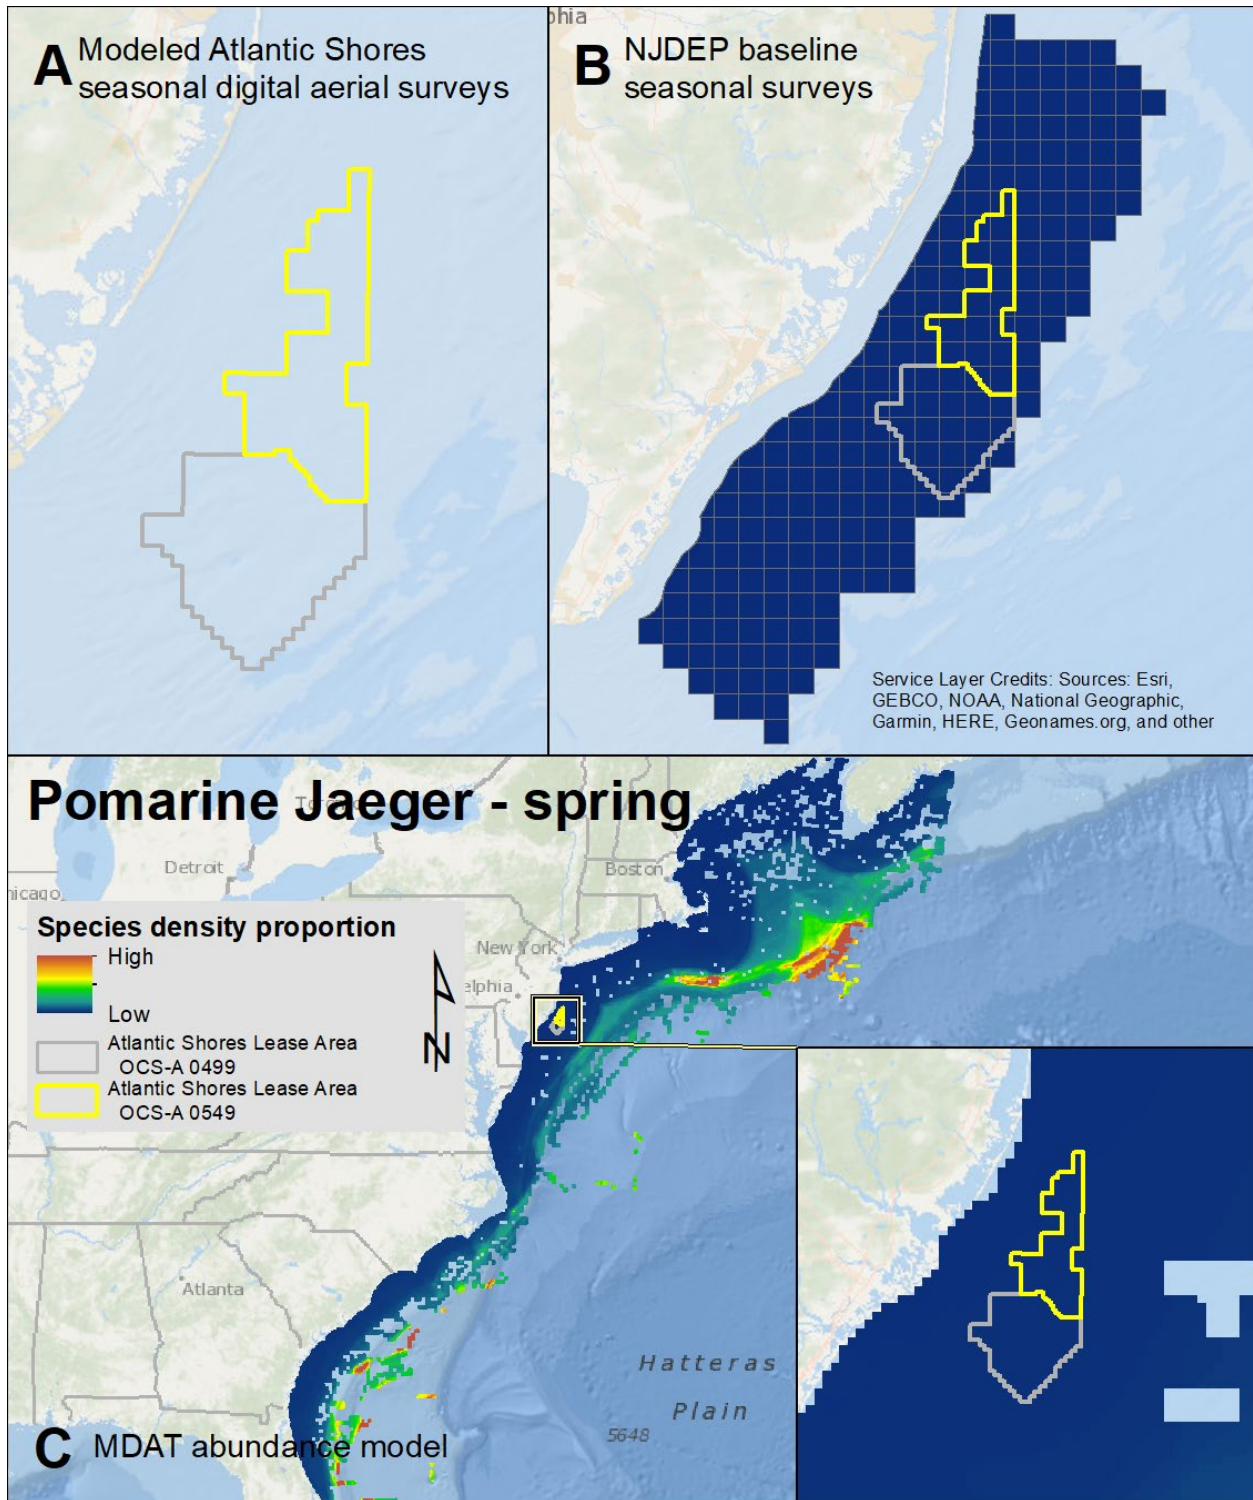 A Modeled Atlantic Shores
seasonal digital aerial surveys
phia
B NJDEP baseline
seasonal surveys
Service Layer Credits: Sources: Esri,
GEBCO, NOAA, National Geographic,
Garmin, HERE, Geonames.org, and other
Pomarine Jaeger - spring
Detroit
Boston
hicago
Species density proportion
High
Low
New York
elphia
Atlantic Shores Lease Area
OCS-A 0499
Atlantic Shores Lease Area
OCS-A 0549
N
Atlanta
Hatteras
Plain
5648
C MDAT abundance model